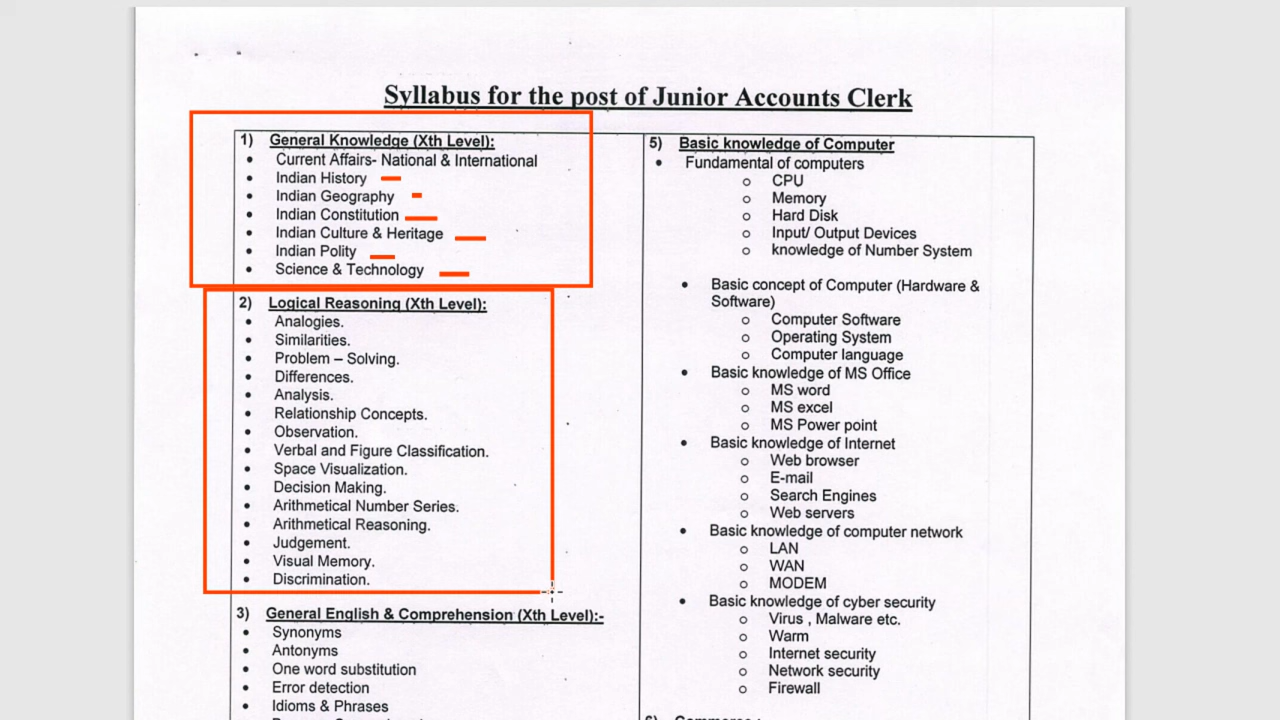 Syllabus for the post of Junior Accounts Clerk
1) General Knowledge (Xth Level):
• Current Affairs- National & International
• Indian History
• Indian Geography
• Indian Constitution
• Indian Culture & Heritage
• Indian Polity
• Science & Technology
2) Logical Reasoning (Xth Level):
• Analogies.
• Similarities.
• Problem – Solving.
• Differences.
• Analysis.
• Relationship Concepts.
• Observation.
• Verbal and Figure Classification.
• Space Visualization.
• Decision Making.
• Arithmetical Number Series.
• Arithmetical Reasoning.
• Judgement.
• Visual Memory.
• Discrimination.
3) General English & Comprehension (Xth Level):-
• Synonyms
• Antonyms
• One word substitution
• Error detection
• Idioms & Phrases
5) Basic knowledge of Computer
• Fundamental of computers
o CPU
o Memory
o Hard Disk
o Input/ Output Devices
o knowledge of Number System
• Basic concept of Computer (Hardware &
Software)
o Computer Software
o Operating System
o Computer language
• Basic knowledge of MS Office
o MS word
o MS excel
o MS Power point
• Basic knowledge of Internet
o Web browser
o E-mail
o Search Engines
o Web servers
• Basic knowledge of computer network
o LAN
o WAN
o MODEM
• Basic knowledge of cyber security
o Virus , Malware etc.
o Warm
o Internet security
o Network security
o Firewall